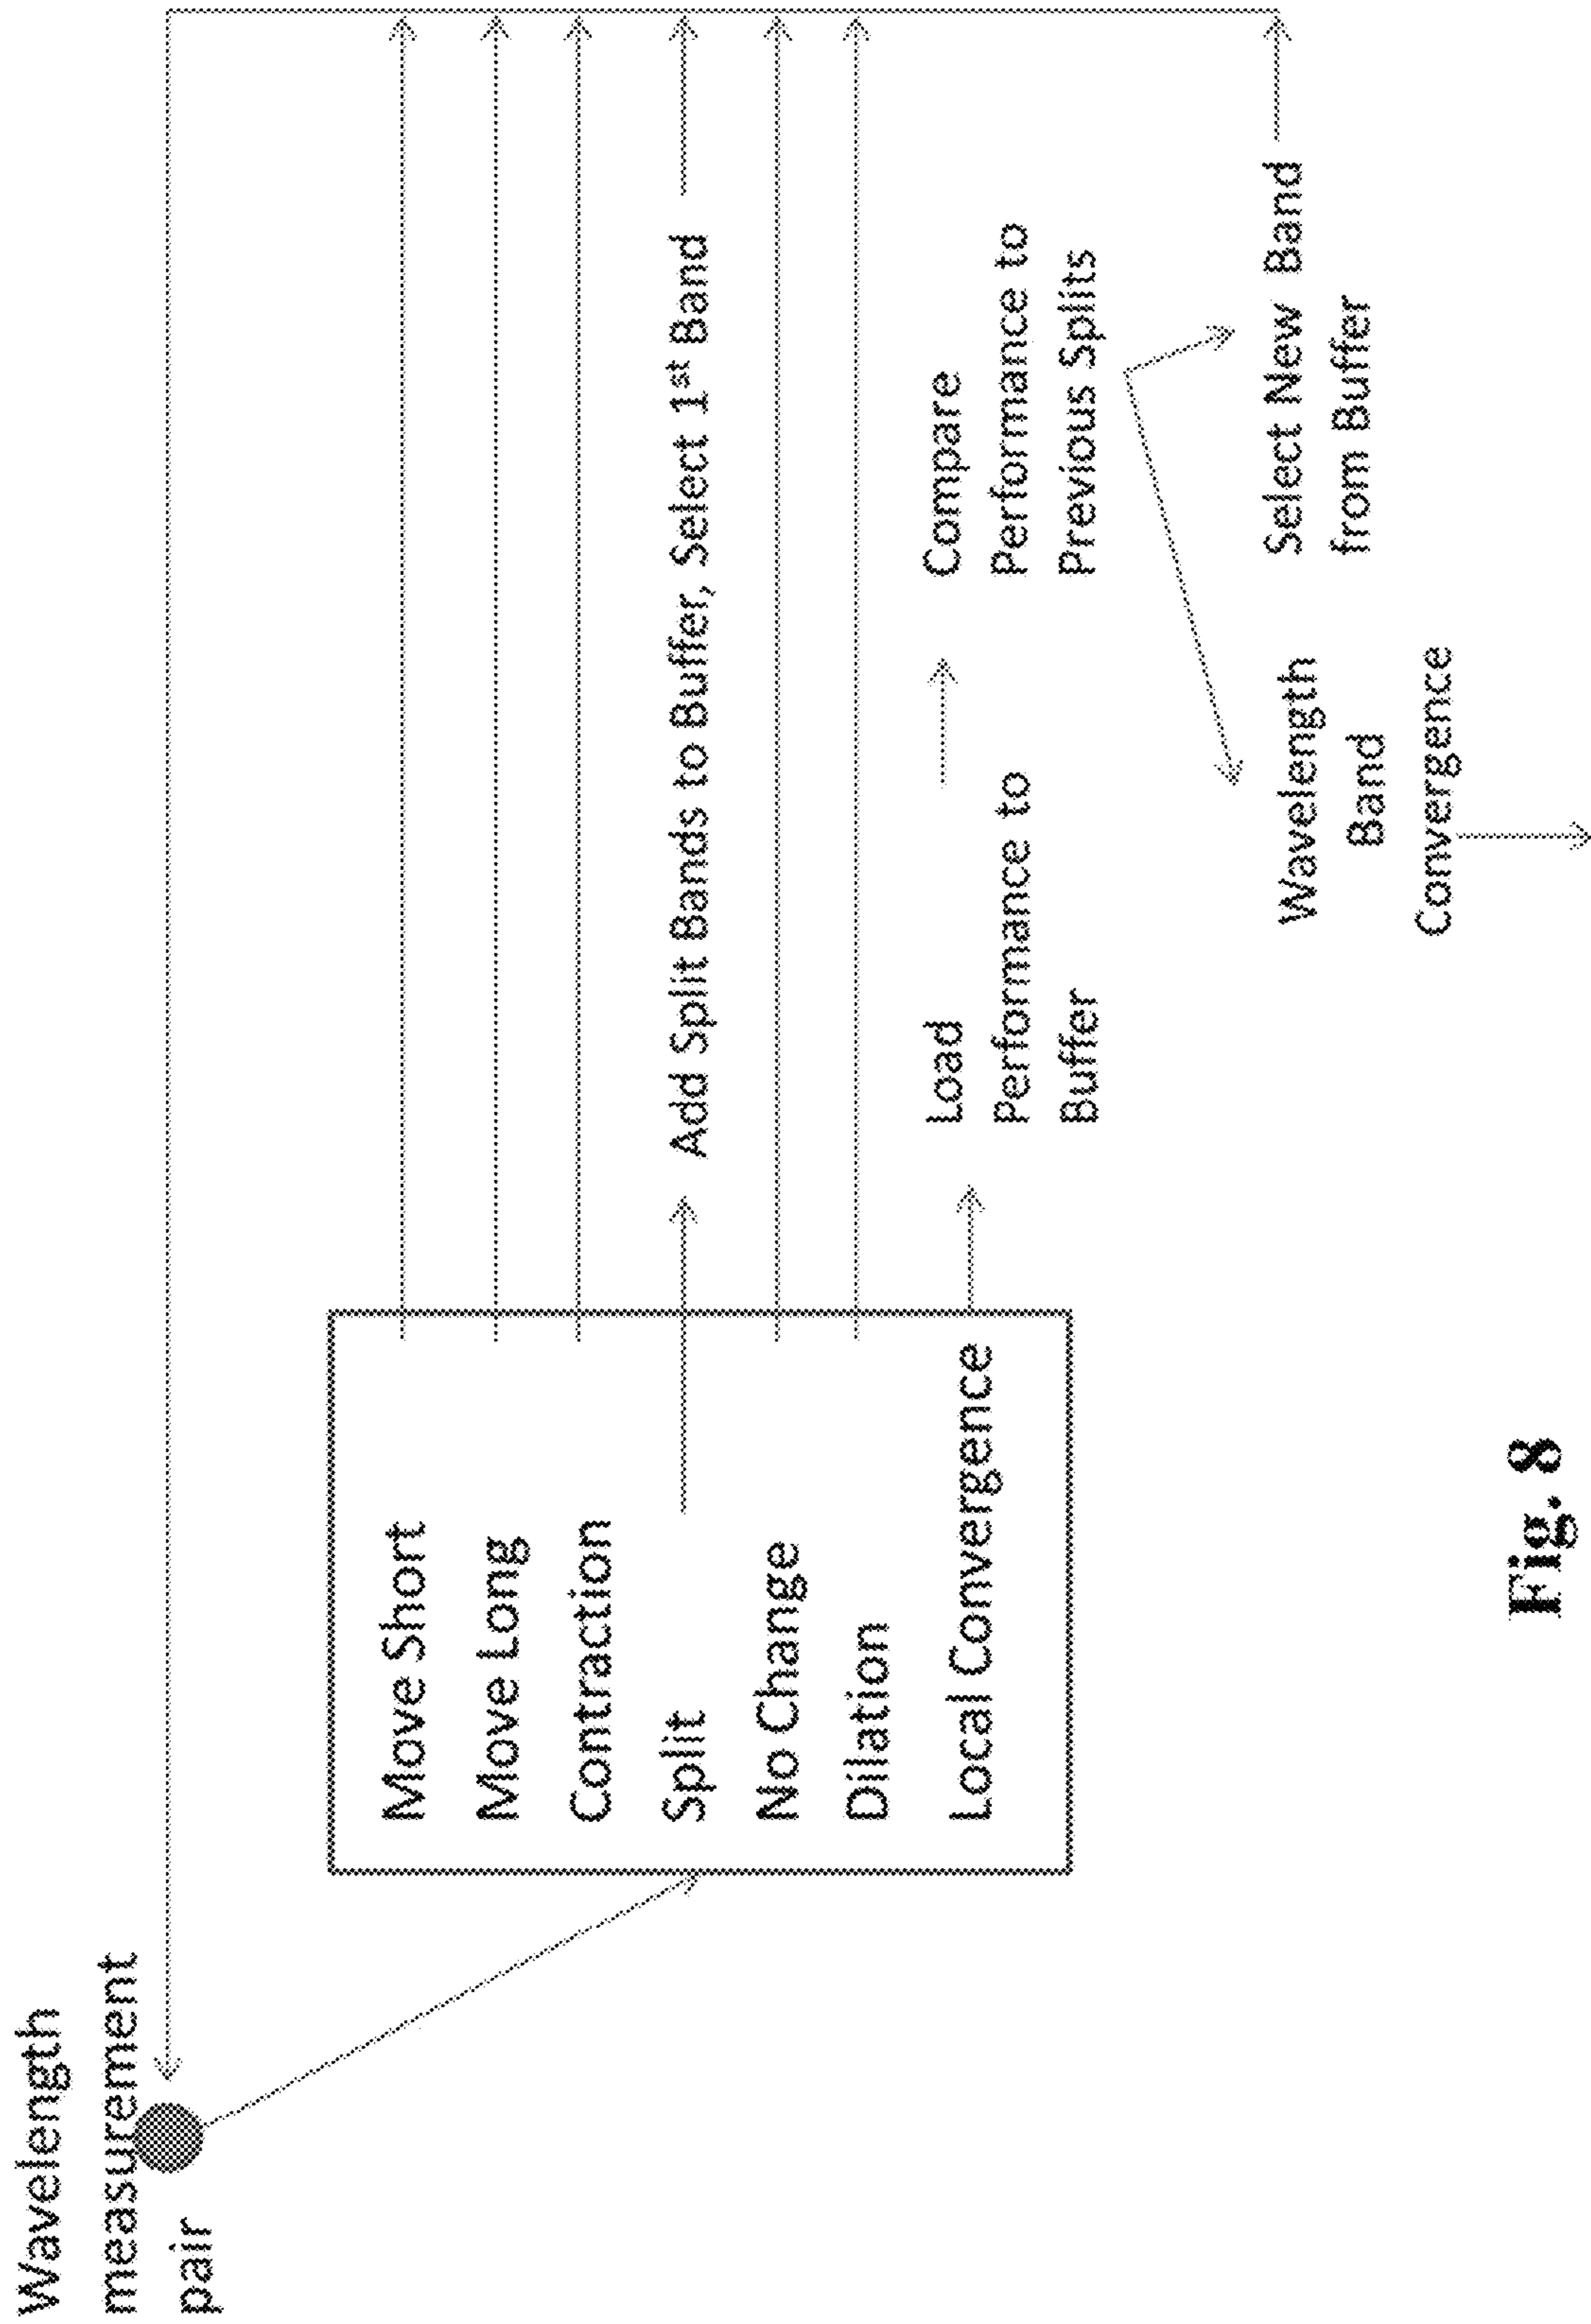 Wavelength
measurement
pair
Move Short
Move Long
Contraction
Split
Add Split Bands to Buffer, Select 1st Band
No Change
Dilation
Local Convergence
Load
Performance to
Buffer
Compare
Performance to
Previous Splits
Wavelength
Band
Convergence
Select New Band
from Buffer
Fig. 8